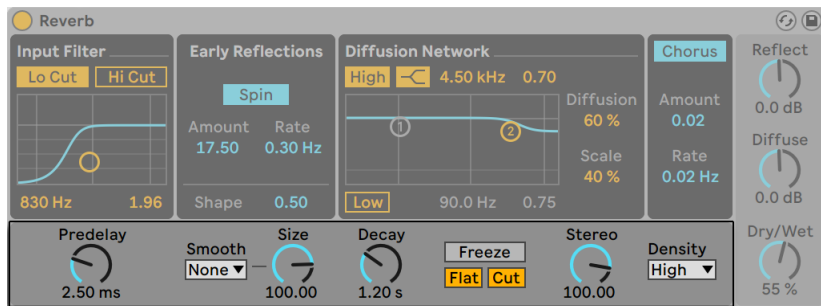 Reverb
Input Filter
Lo Cut Hi Cut
830 Hz 1.96
Early Reflections
Spin
Amount Rate
17.50 0.30 Hz
Shape 0.50
Diffusion Network
High 4.50 kHz 0.70
1
2
Diffusion
60 %
Scale
40 %
Low 90.0 Hz 0.75
Chorus
Amount
0.02
Rate
0.02 Hz
Reflect
0.0 dB
Diffuse
0.0 dB
Dry/Wet
55 %
Predelay
2.50 ms
Smooth
None
Size
100.00
Decay
1.20 s
Freeze
Flat Cut
Stereo
100.00
Density
High